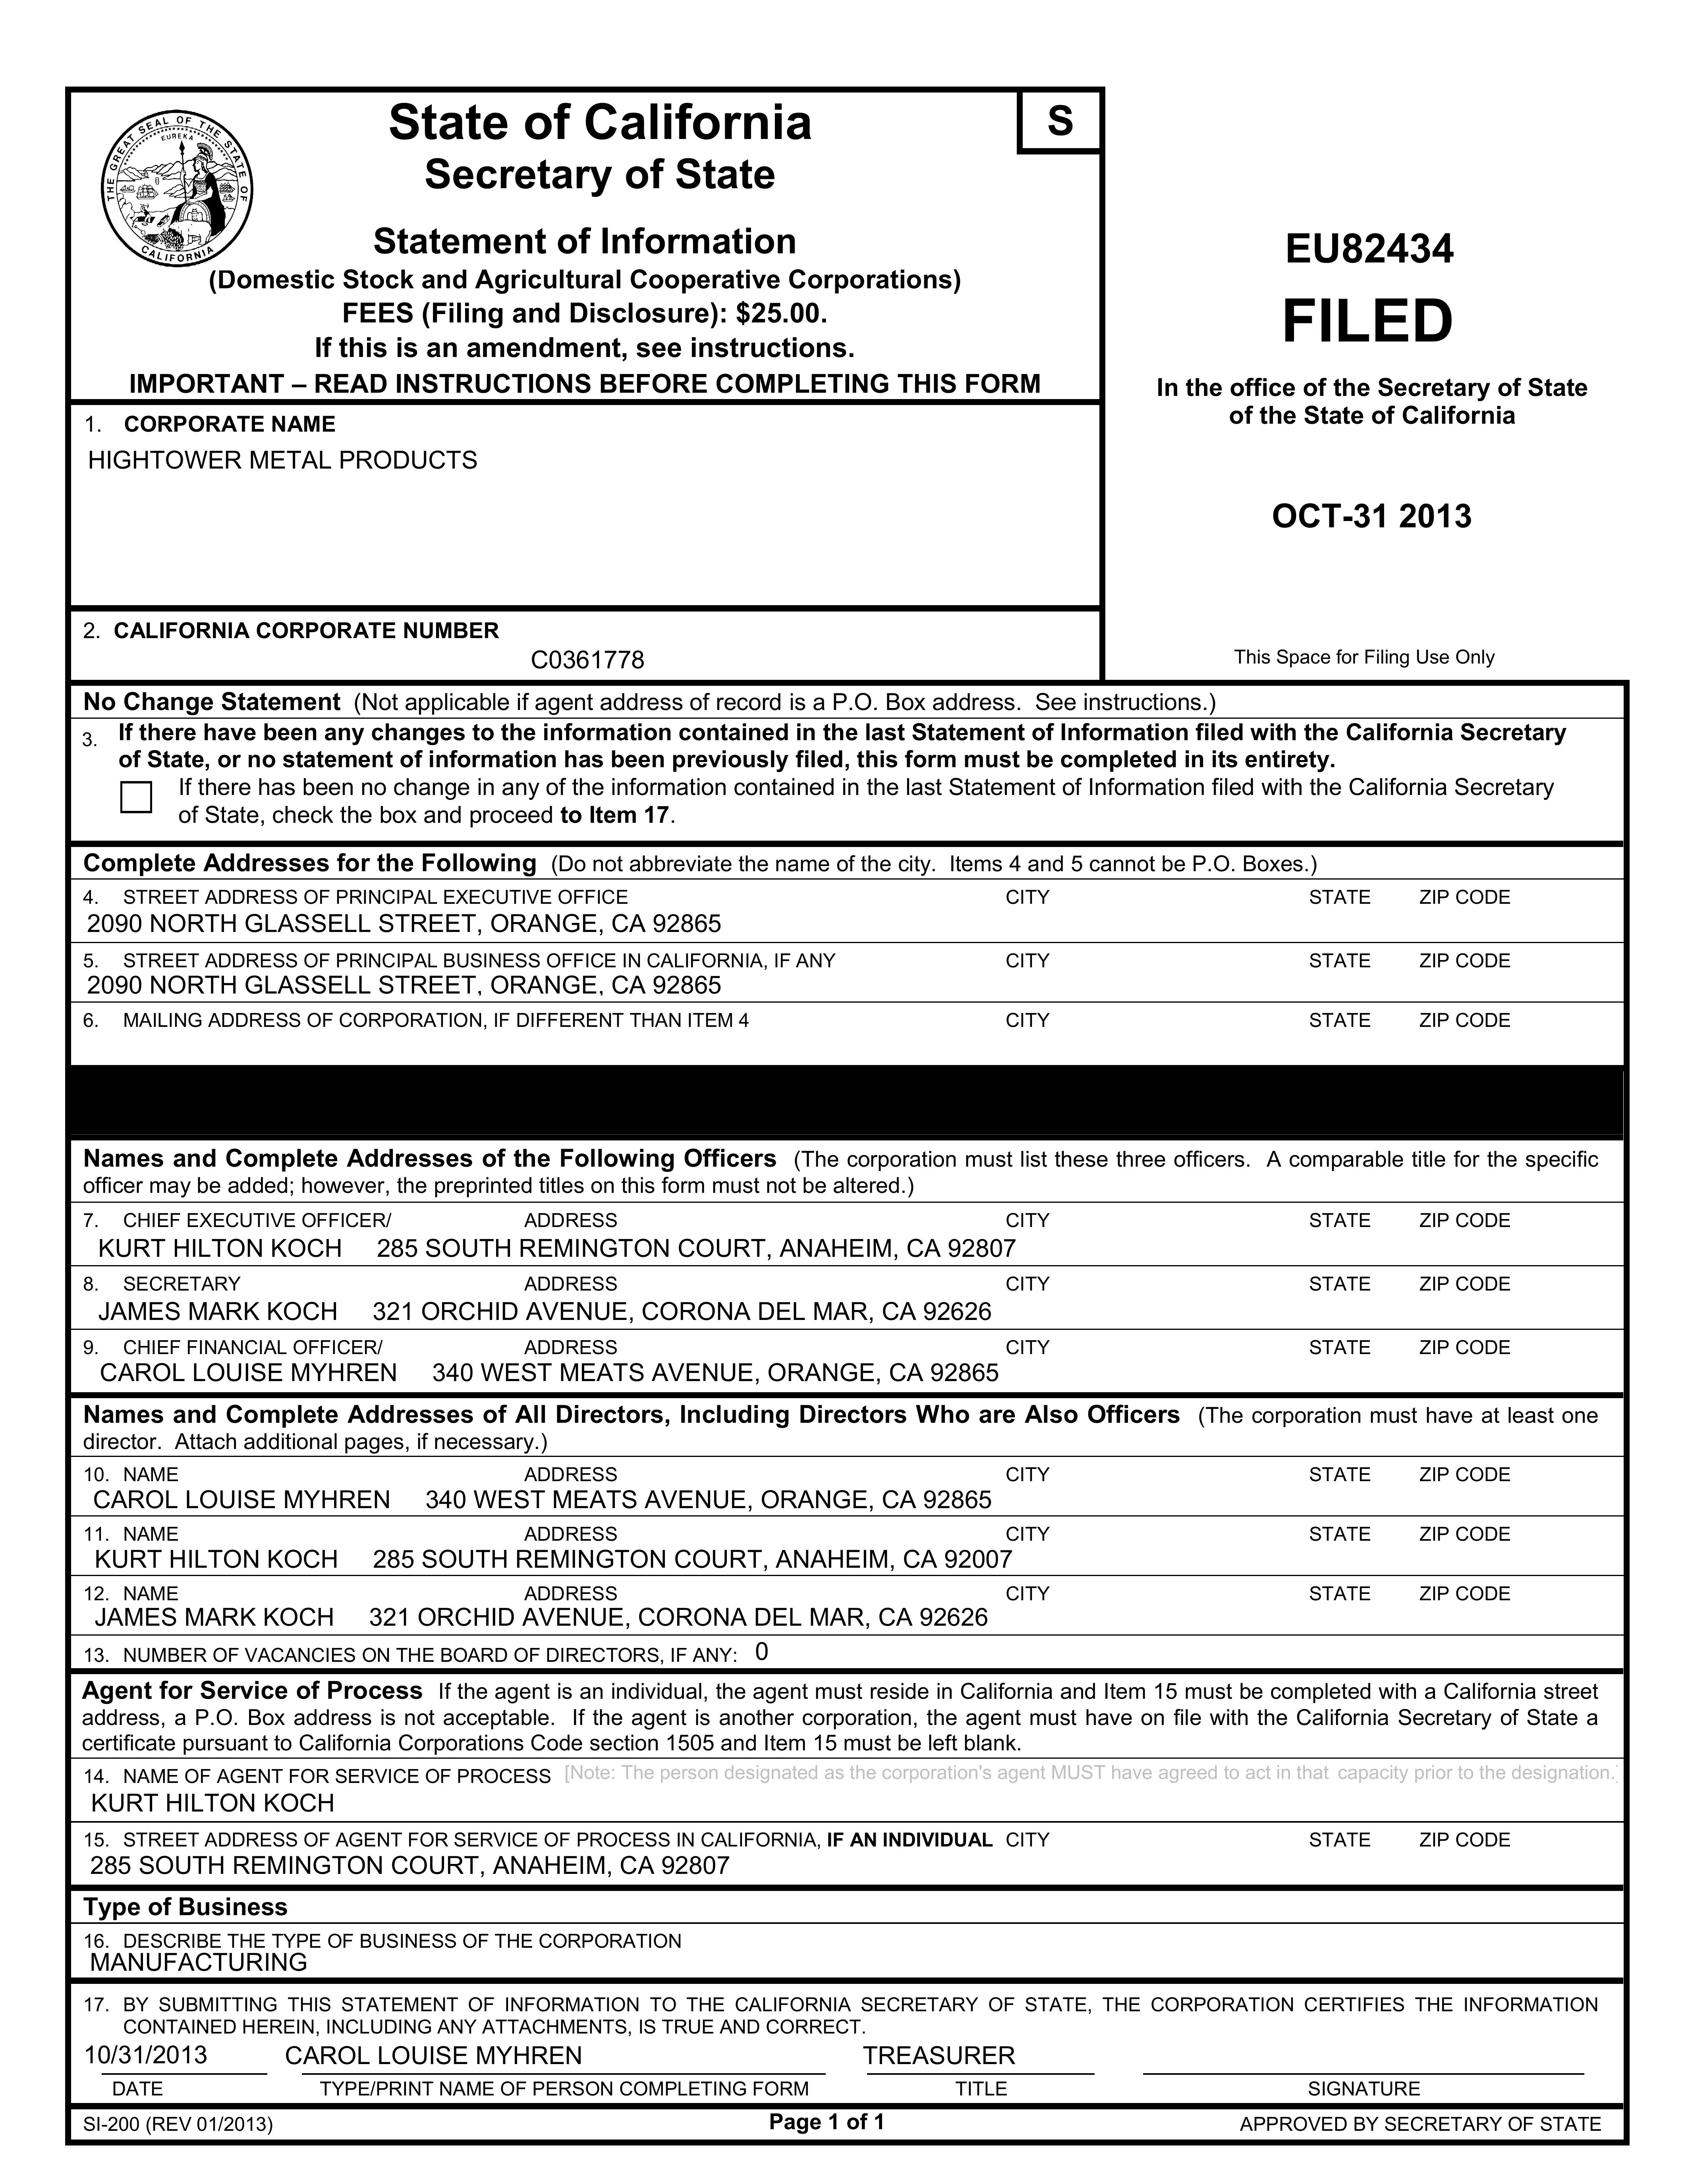 State of California
S
Secretary of State
THE GREAT SEAL OF THE STATE OF CALIFORNIA
EUREKA
Statement of Information
(Domestic Stock and Agricultural Cooperative Corporations)
FEES (Filing and Disclosure): $25.00.
If this is an amendment, see instructions.
IMPORTANT – READ INSTRUCTIONS BEFORE COMPLETING THIS FORM
EU82434
FILED
In the office of the Secretary of State
of the State of California
OCT-31 2013
1. CORPORATE NAME
HIGHTOWER METAL PRODUCTS
2. CALIFORNIA CORPORATE NUMBER
C0361778
This Space for Filing Use Only
No Change Statement (Not applicable if agent address of record is a P.O. Box address. See instructions.)
3. If there have been any changes to the information contained in the last Statement of Information filed with the California Secretary
of State, or no statement of information has been previously filed, this form must be completed in its entirety.
If there has been no change in any of the information contained in the last Statement of Information filed with the California Secretary
of State, check the box and proceed to Item 17.
Complete Addresses for the Following (Do not abbreviate the name of the city. Items 4 and 5 cannot be P.O. Boxes.)
4. STREET ADDRESS OF PRINCIPAL EXECUTIVE OFFICE CITY STATE ZIP CODE
2090 NORTH GLASSELL STREET, ORANGE, CA 92865
5. STREET ADDRESS OF PRINCIPAL BUSINESS OFFICE IN CALIFORNIA, IF ANY CITY STATE ZIP CODE
2090 NORTH GLASSELL STREET, ORANGE, CA 92865
6. MAILING ADDRESS OF CORPORATION, IF DIFFERENT THAN ITEM 4 CITY STATE ZIP CODE
Names and Complete Addresses of the Following Officers (The corporation must list these three officers. A comparable title for the specific
officer may be added; however, the preprinted titles on this form must not be altered.)
7. CHIEF EXECUTIVE OFFICER/ ADDRESS CITY STATE ZIP CODE
KURT HILTON KOCH 285 SOUTH REMINGTON COURT, ANAHEIM, CA 92807
8. SECRETARY ADDRESS CITY STATE ZIP CODE
JAMES MARK KOCH 321 ORCHID AVENUE, CORONA DEL MAR, CA 92626
9. CHIEF FINANCIAL OFFICER/ ADDRESS CITY STATE ZIP CODE
CAROL LOUISE MYHREN 340 WEST MEATS AVENUE, ORANGE, CA 92865
Names and Complete Addresses of All Directors, Including Directors Who are Also Officers (The corporation must have at least one
director. Attach additional pages, if necessary.)
10. NAME ADDRESS CITY STATE ZIP CODE
CAROL LOUISE MYHREN 340 WEST MEATS AVENUE, ORANGE, CA 92865
11. NAME ADDRESS CITY STATE ZIP CODE
KURT HILTON KOCH 285 SOUTH REMINGTON COURT, ANAHEIM, CA 92007
12. NAME ADDRESS CITY STATE ZIP CODE
JAMES MARK KOCH 321 ORCHID AVENUE, CORONA DEL MAR, CA 92626
13. NUMBER OF VACANCIES ON THE BOARD OF DIRECTORS, IF ANY: 0
Agent for Service of Process If the agent is an individual, the agent must reside in California and Item 15 must be completed with a California street
address, a P.O. Box address is not acceptable. If the agent is another corporation, the agent must have on file with the California Secretary of State a
certificate pursuant to California Corporations Code section 1505 and Item 15 must be left blank.
14. NAME OF AGENT FOR SERVICE OF PROCESS [Note: The person designated as the corporation's agent MUST have agreed to act in that capacity prior to the designation.]
KURT HILTON KOCH
15. STREET ADDRESS OF AGENT FOR SERVICE OF PROCESS IN CALIFORNIA, IF AN INDIVIDUAL CITY STATE ZIP CODE
285 SOUTH REMINGTON COURT, ANAHEIM, CA 92807
Type of Business
16. DESCRIBE THE TYPE OF BUSINESS OF THE CORPORATION
MANUFACTURING
17. BY SUBMITTING THIS STATEMENT OF INFORMATION TO THE CALIFORNIA SECRETARY OF STATE, THE CORPORATION CERTIFIES THE INFORMATION
CONTAINED HEREIN, INCLUDING ANY ATTACHMENTS, IS TRUE AND CORRECT.
10/31/2013 CAROL LOUISE MYHREN TREASURER
DATE TYPE/PRINT NAME OF PERSON COMPLETING FORM TITLE SIGNATURE
SI-200 (REV 01/2013) Page 1 of 1 APPROVED BY SECRETARY OF STATE